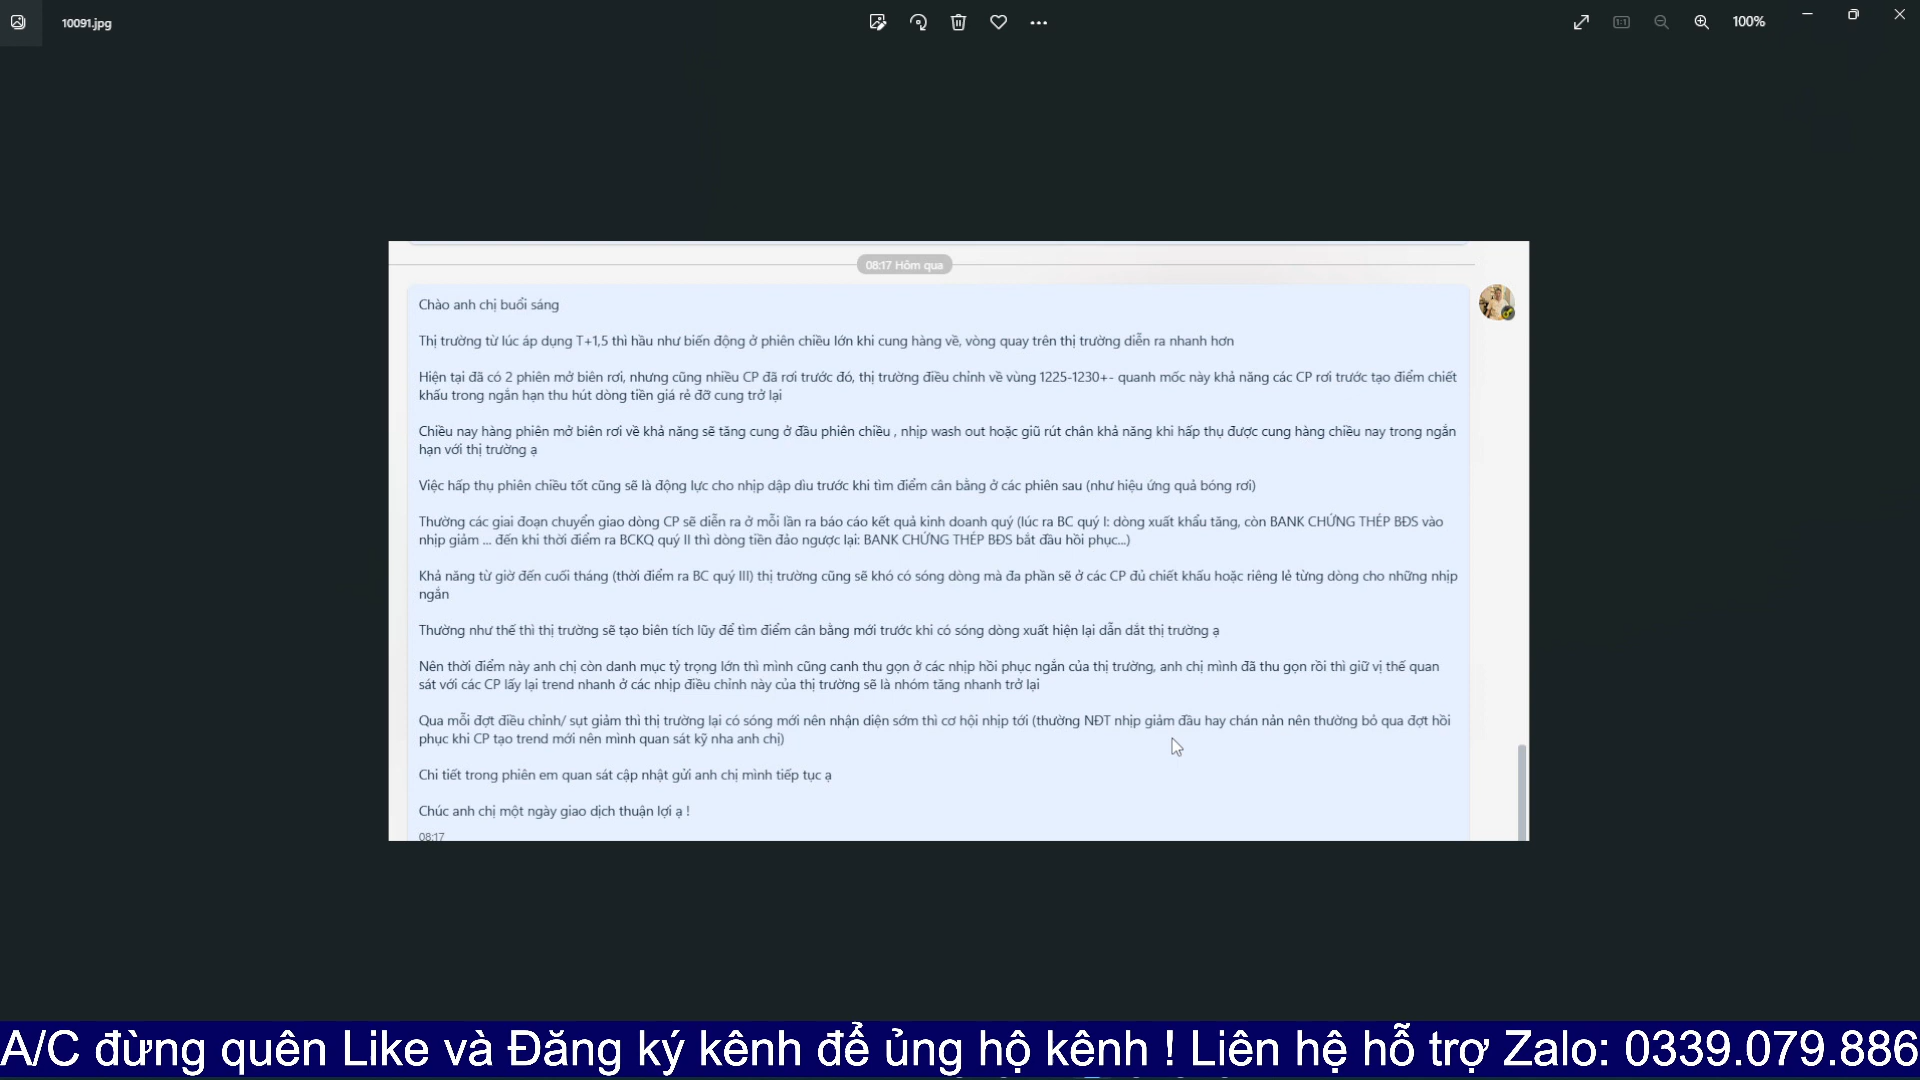 10091.jpg
100%
08:17 Hôm qua
Chào anh chị buổi sáng
Thị trường từ lúc áp dụng T+1,5 thì hầu như biến động ở phiên chiều lớn khi cung hàng về, vòng quay trên thị trường diễn ra nhanh hơn
Hiện tại đã có 2 phiên mở biên rơi, nhưng cũng nhiều CP đã rơi trước đó, thị trường điều chỉnh về vùng 1225-1230+- quanh mốc này khả năng các CP rơi trước tạo điểm chiết
khấu trong ngắn hạn thu hút dòng tiền giá rẻ đỡ cung trở lại
Chiều nay hàng phiên mở biên rơi về khả năng sẽ tăng cung ở đầu phiên chiều , nhịp wash out hoặc giũ rút chân khả năng khi hấp thụ được cung hàng chiều nay trong ngắn
hạn với thị trường ạ
Việc hấp thụ phiên chiều tốt cũng sẽ là động lực cho nhịp dập dìu trước khi tìm điểm cân bằng ở các phiên sau (như hiệu ứng quả bóng rơi)
Thường các giai đoạn chuyển giao dòng CP sẽ diễn ra ở mỗi lần ra báo cáo kết quả kinh doanh quý (lúc ra BC quý I: dòng xuất khẩu tăng, còn BANK CHỨNG THÉP BĐS vào
nhịp giảm ... đến khi thời điểm ra BCKQ quý II thì dòng tiền đảo ngược lại: BANK CHỨNG THÉP BĐS bắt đầu hồi phục...)
Khả năng từ giờ đến cuối tháng (thời điểm ra BC quý III) thị trường cũng sẽ khó có sóng dòng mà đa phần sẽ ở các CP đủ chiết khấu hoặc riêng lẻ từng dòng cho những nhịp
ngắn
Thường như thế thì thị trường sẽ tạo biên tích lũy để tìm điểm cân bằng mới trước khi có sóng dòng xuất hiện lại dẫn dắt thị trường ạ
Nên thời điểm này anh chị còn danh mục tỷ trọng lớn thì mình cũng canh thu gọn ở các nhịp hồi phục ngắn của thị trường, anh chị mình đã thu gọn rồi thì giữ vị thế quan
sát với các CP lấy lại trend nhanh ở các nhịp điều chỉnh này của thị trường sẽ là nhóm tăng nhanh trở lại
Qua mỗi đợt điều chỉnh/ sụt giảm thì thị trường lại có sóng mới nên nhận diện sớm thì cơ hội nhịp tới (thường NĐT nhịp giảm đầu hay chán nản nên thường bỏ qua đợt hồi
phục khi CP tạo trend mới nên mình quan sát kỹ nha anh chị)
Chi tiết trong phiên em quan sát cập nhật gửi anh chị mình tiếp tục ạ
Chúc anh chị một ngày giao dịch thuận lợi ạ !
08:17
A/C đừng quên Like và Đăng ký kênh để ủng hộ kênh ! Liên hệ hỗ trợ Zalo: 0339.079.886